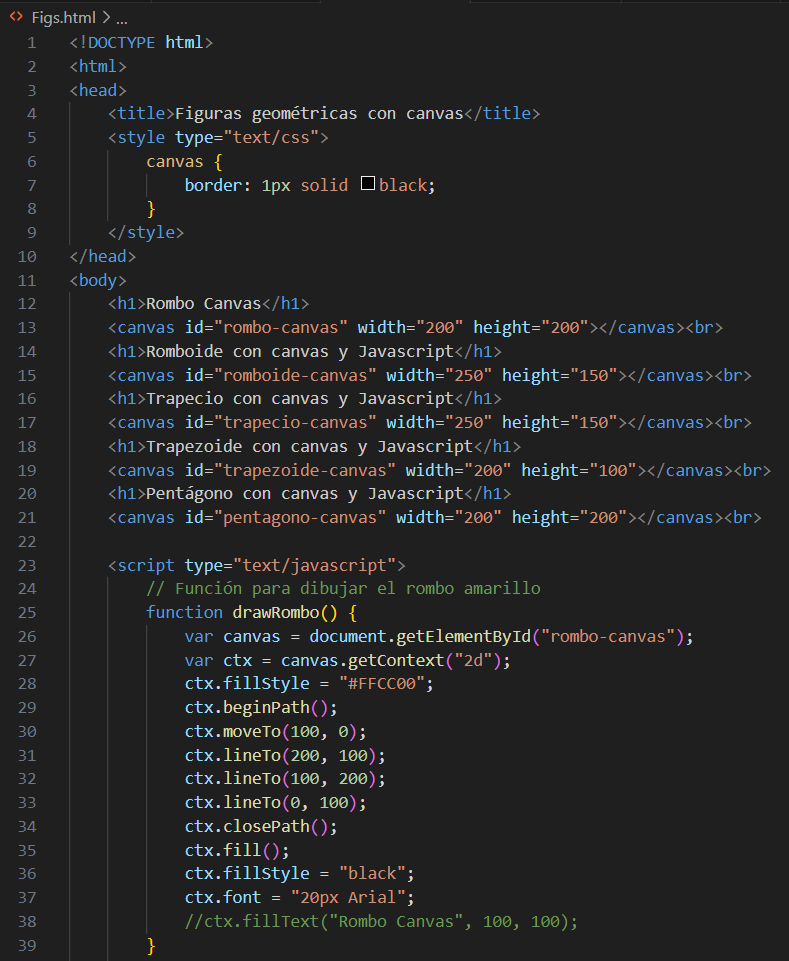 Figs.html > ...
1 <!DOCTYPE html>
2 <html>
3 <head>
4     <title>Figuras geométricas con canvas</title>
5     <style type="text/css">
6         canvas {
7             border: 1px solid black;
8         }
9     </style>
10 </head>
11 <body>
12     <h1>Rombo Canvas</h1>
13     <canvas id="rombo-canvas" width="200" height="200"></canvas><br>
14     <h1>Romboide con canvas y Javascript</h1>
15     <canvas id="romboide-canvas" width="250" height="150"></canvas><br>
16     <h1>Trapecio con canvas y Javascript</h1>
17     <canvas id="trapecio-canvas" width="250" height="150"></canvas><br>
18     <h1>Trapezoide con canvas y Javascript</h1>
19     <canvas id="trapezoide-canvas" width="200" height="100"></canvas><br>
20     <h1>Pentágono con canvas y Javascript</h1>
21     <canvas id="pentagono-canvas" width="200" height="200"></canvas><br>
22
23     <script type="text/javascript">
24         // Función para dibujar el rombo amarillo
25         function drawRombo() {
26             var canvas = document.getElementById("rombo-canvas");
27             var ctx = canvas.getContext("2d");
28             ctx.fillStyle = "#FFCC00";
29             ctx.beginPath();
30             ctx.moveTo(100, 0);
31             ctx.lineTo(200, 100);
32             ctx.lineTo(100, 200);
33             ctx.lineTo(0, 100);
34             ctx.closePath();
35             ctx.fill();
36             ctx.fillStyle = "black";
37             ctx.font = "20px Arial";
38             //ctx.fillText("Rombo Canvas", 100, 100);
39         }